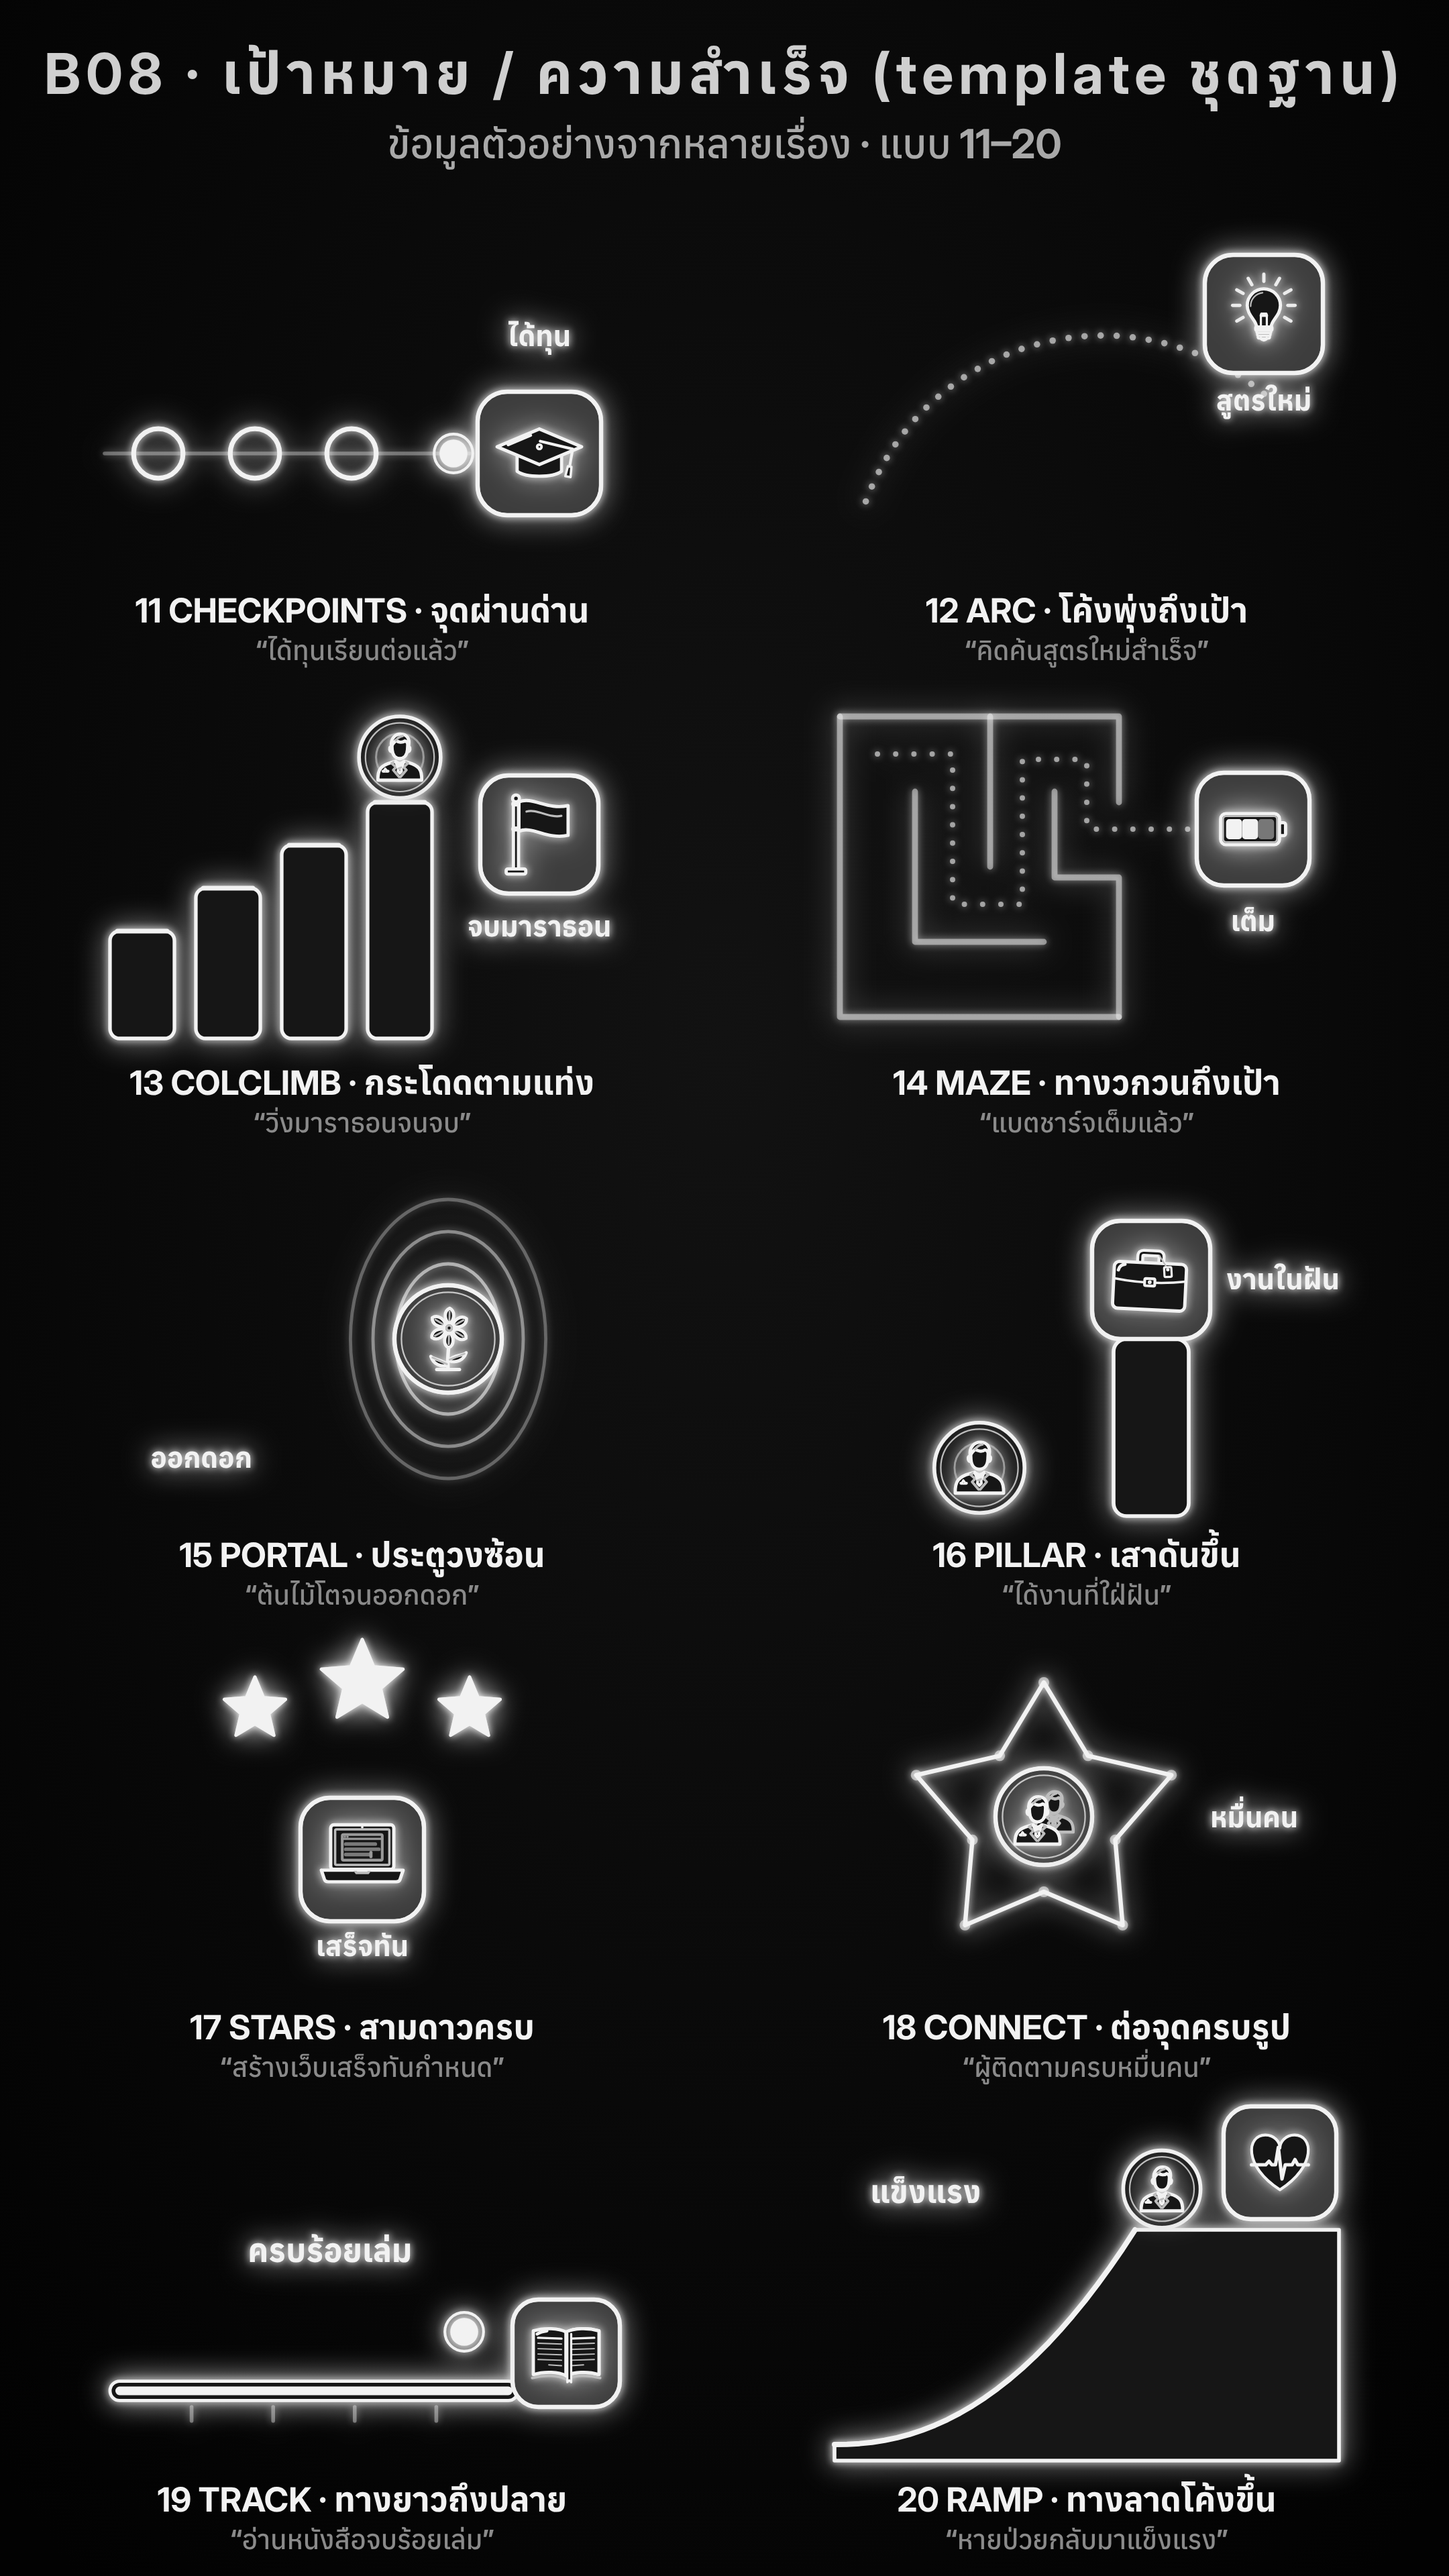 B08 · เป้าหมาย / ความสำเร็จ (template ชุดฐาน)
ข้อมูลตัวอย่างจากหลายเรื่อง · แบบ 11–20
ได้ทุน
สูตรใหม่
11 CHECKPOINTS · จุดผ่านด่าน
“ได้ทุนเรียนต่อแล้ว”
12 ARC · โค้งพุ่งถึงเป้า
“คิดค้นสูตรใหม่สำเร็จ”
จบมาราธอน
เต็ม
13 COLCLIMB · กระโดดตามแท่ง
“วิ่งมาราธอนจนจบ”
14 MAZE · ทางวกวนถึงเป้า
“แบตชาร์จเต็มแล้ว”
ออกดอก
งานในฝัน
15 PORTAL · ประตูวงซ้อน
“ต้นไม้โตจนออกดอก”
16 PILLAR · เสาดันขึ้น
“ได้งานที่ใฝ่ฝัน”
เสร็จทัน
หมื่นคน
17 STARS · สามดาวครบ
“สร้างเว็บเสร็จทันกำหนด”
18 CONNECT · ต่อจุดครบรูป
“ผู้ติดตามครบหมื่นคน”
ครบร้อยเล่ม
แข็งแรง
19 TRACK · ทางยาวถึงปลาย
“อ่านหนังสือจบร้อยเล่ม”
20 RAMP · ทางลาดโค้งขึ้น
“หายป่วยกลับมาแข็งแรง”